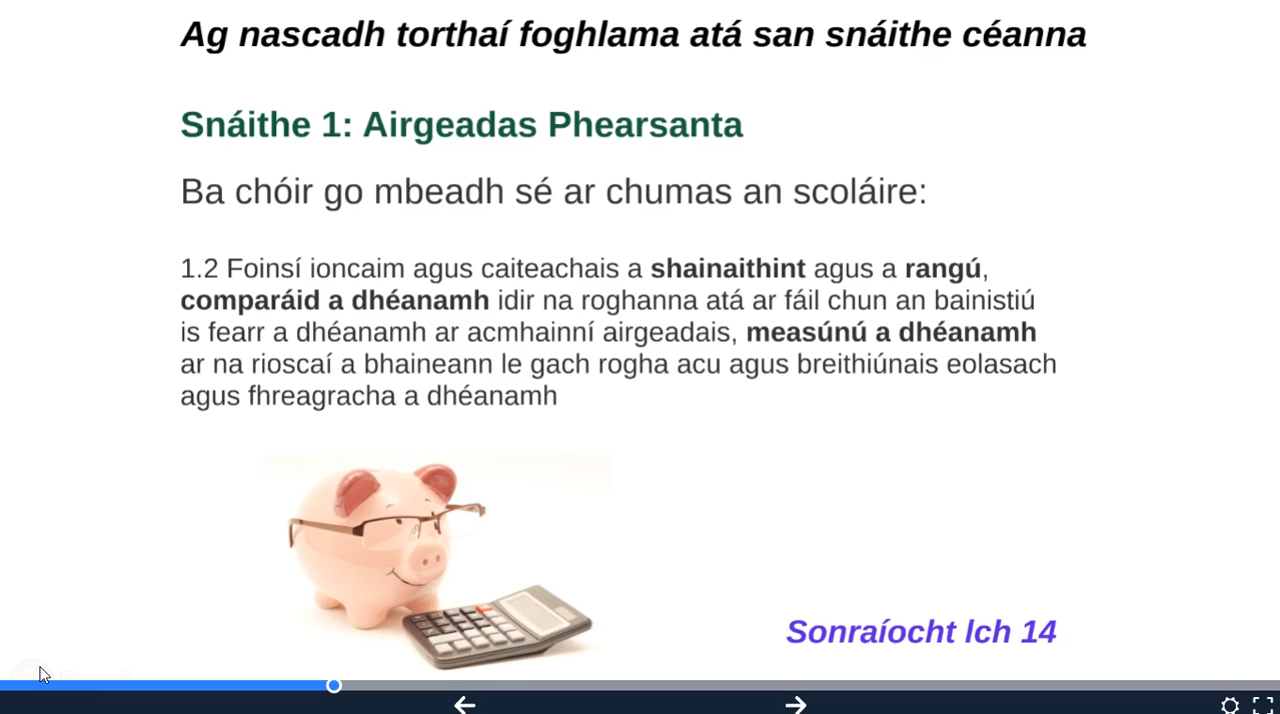 Ag nascadh torthaí foghlama atá san snáithe céanna
Snáithe 1: Airgeadas Phearsanta
Ba chóir go mbeadh sé ar chumas an scoláire:
1.2 Foinsí ioncaim agus caiteachais a shainaithint agus a rangú,
comparáid a dhéanamh idir na roghanna atá ar fáil chun an bainistiú
is fearr a dhéanamh ar acmhainní airgeadais, measúnú a dhéanamh
ar na rioscaí a bhaineann le gach rogha acu agus breithiúnais eolasach
agus fhreagracha a dhéanamh
Sonraíocht lch 14